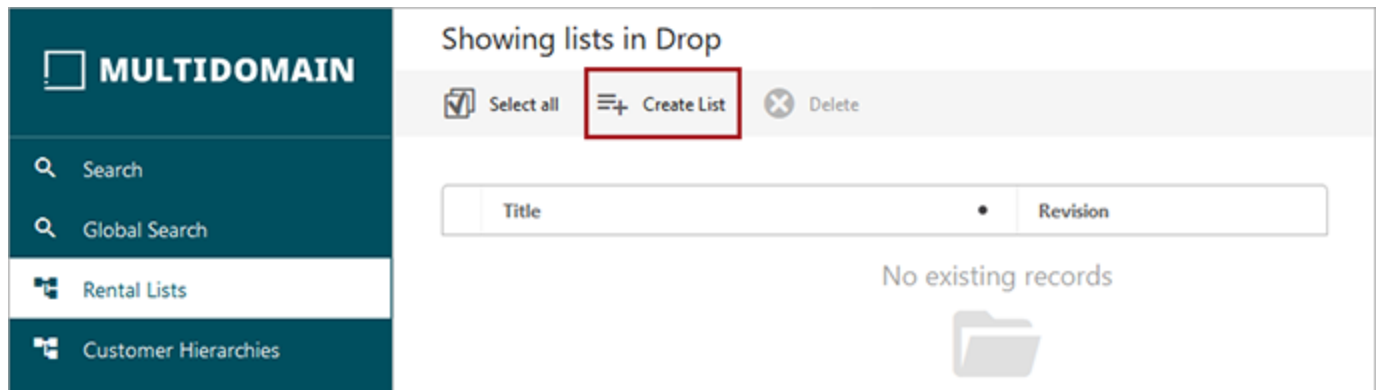 MULTIDOMAIN
Search
Global Search
Rental Lists
Customer Hierarchies
Showing lists in Drop
Select all Create List Delete
Title Revision
No existing records